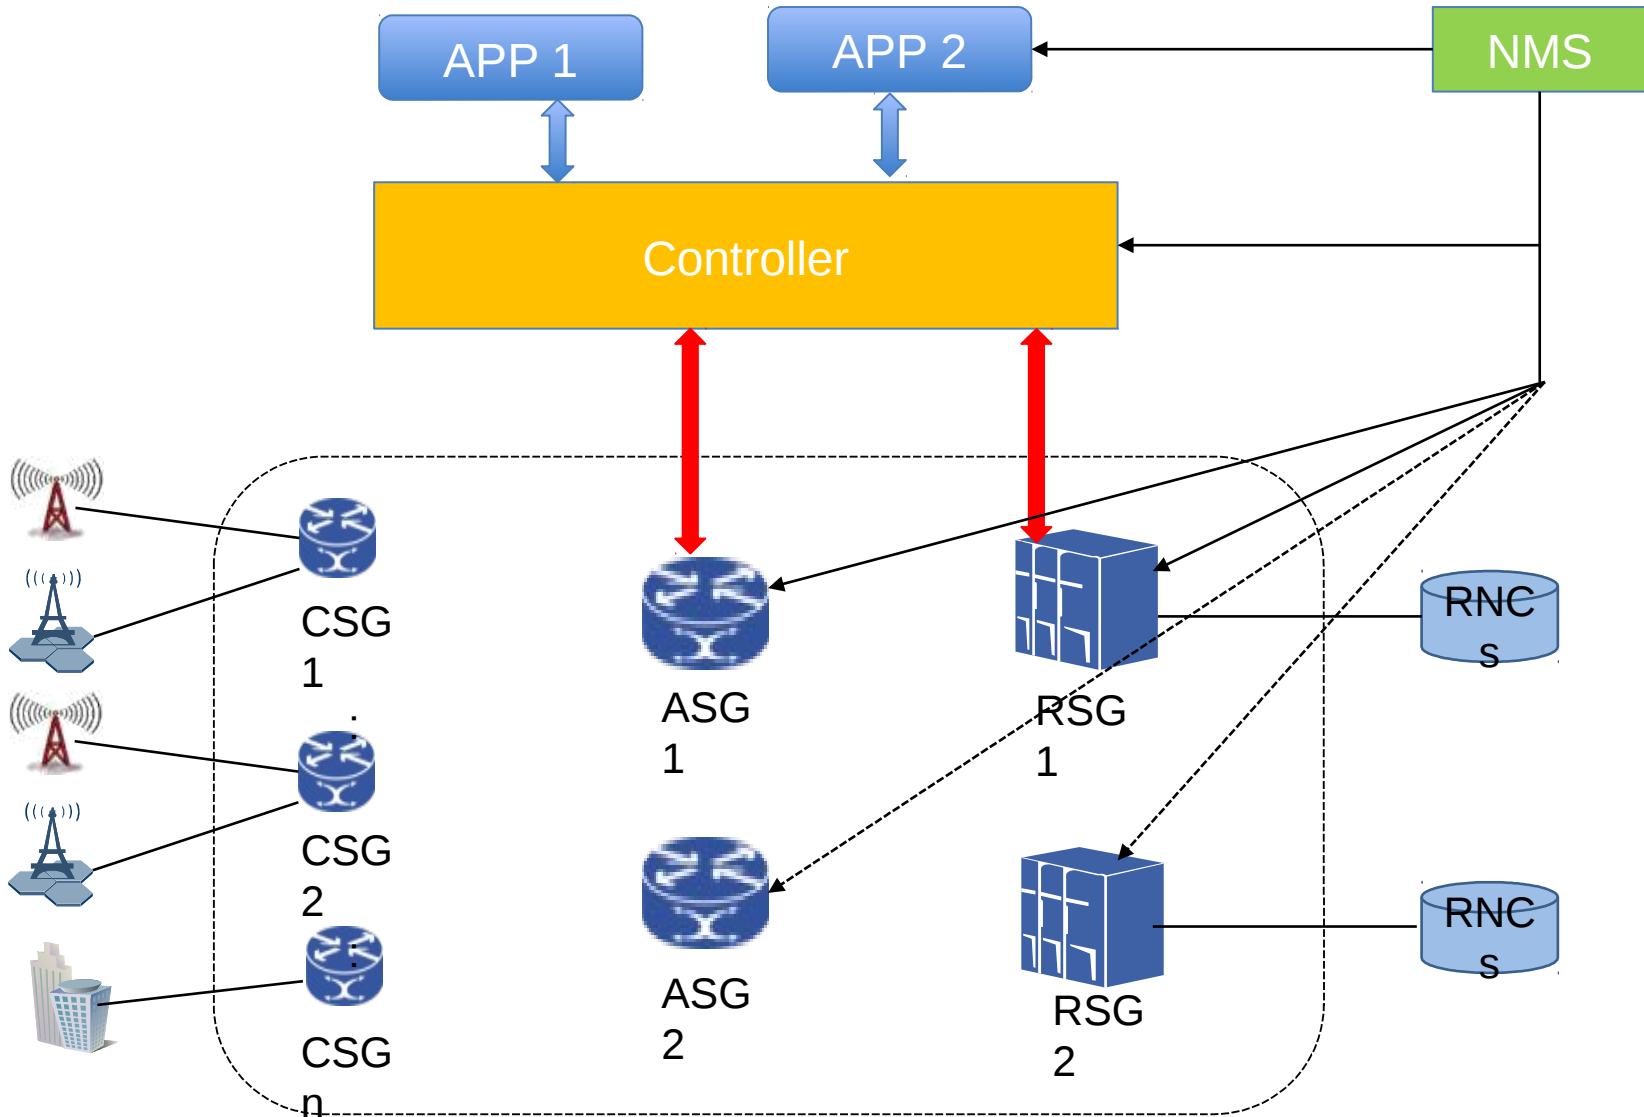 APP 1
APP 2
NMS
Controller
CSG
1
.
.
CSG
2
.
.
CSG
n
ASG
1
ASG
2
RSG
1
RSG
2
RNC
s
RNC
s